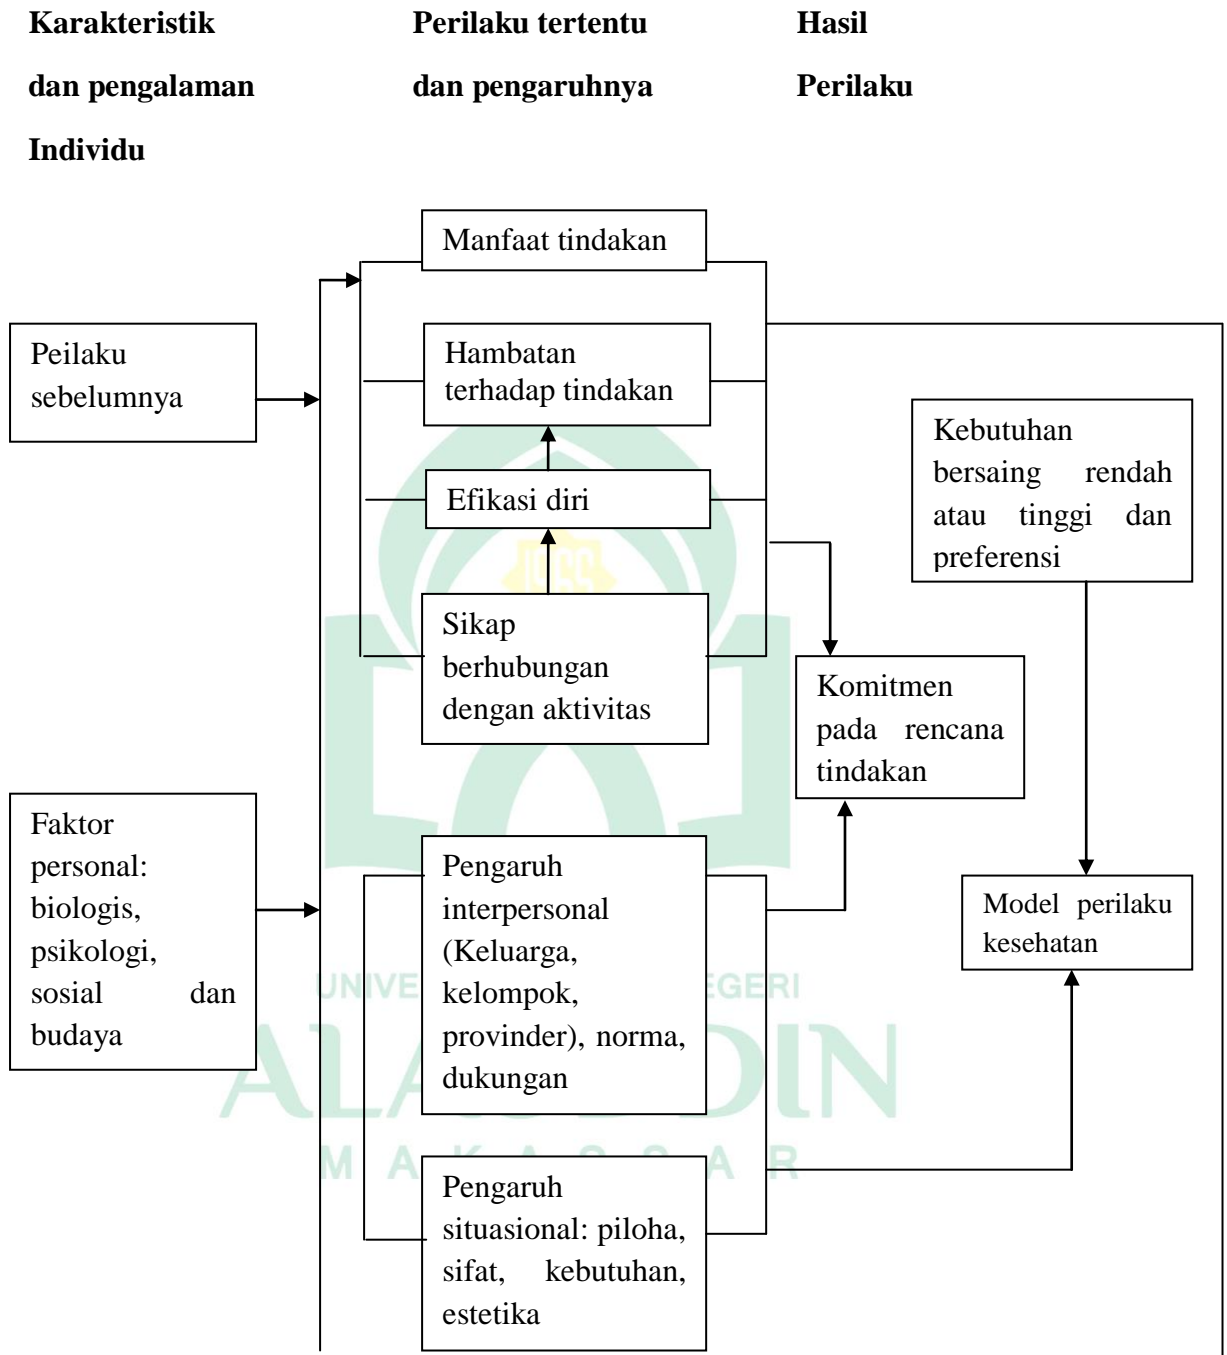 Karakteristik
dan pengalaman
Individu
Perilaku tertentu
dan pengaruhnya
Hasil
Perilaku
Manfaat tindakan
Peilaku
sebelumnya
Hambatan
terhadap tindakan
Kebutuhan
bersaing rendah
atau tinggi dan
preferensi
Efikasi diri
1965
Sikap
berhubungan
dengan aktivitas
Komitmen
pada rencana
tindakan
Faktor
personal:
biologis,
psikologi,
sosial dan
budaya
Pengaruh
interpersonal
(Keluarga,
kelompok,
provinder), norma,
dukungan
Model perilaku
kesehatan
Pengaruh
situasional: piloha,
sifat, kebutuhan,
estetika
MAKASSAR